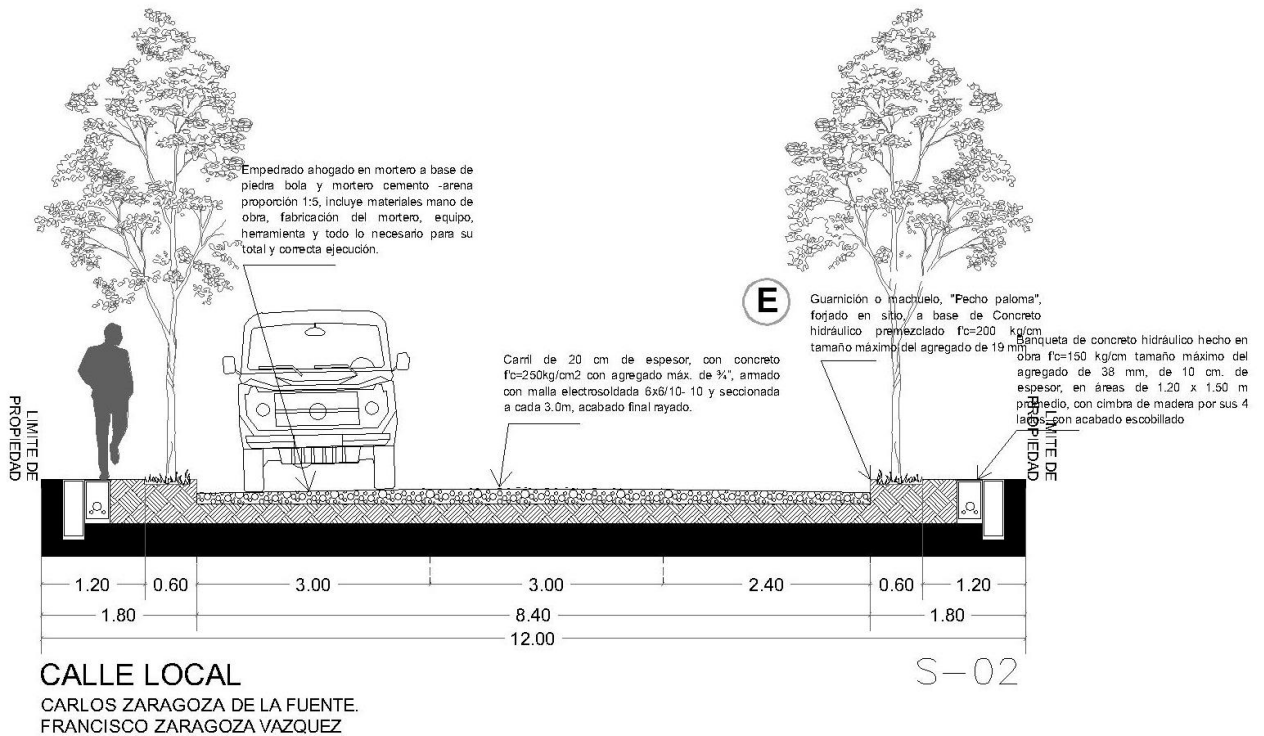 Empedrado ahogado en mortero a base de
piedra bola y mortero cemento -arena
proporción 1:5, incluye materiales mano de
obra, fabricación del mortero, equipo,
herramienta y todo lo necesario para su
total y correcta ejecución.
E
Guarnición o machuelo, "Pecho paloma",
forjado en sitio, a base de Concreto
hidráulico premezclado f'c=200 kg/cm
tamaño máximo del agregado de 19 mm
Banqueta de concreto hidráulico hecho en
obra f'c=150 kg/cm tamaño máximo del
agregado de 38 mm, de 10 cm. de
espesor, en áreas de 1.20 x 1.50 m
promedio, con cimbra de madera por sus 4
lados, con acabado escobillado
Carril de 20 cm de espesor, con concreto
f'c=250kg/cm2 con agregado máx. de ¾", armado
con malla electrosoldada 6x6/10- 10 y seccionada
a cada 3.0m, acabado final rayado.
LIMITE DE
PROPIEDAD
LIMITE DE
PROPIEDAD
1.20 0.60 3.00 3.00 2.40 0.60 1.20
1.80 8.40 1.80
12.00
CALLE LOCAL
S-02
CARLOS ZARAGOZA DE LA FUENTE.
FRANCISCO ZARAGOZA VAZQUEZ